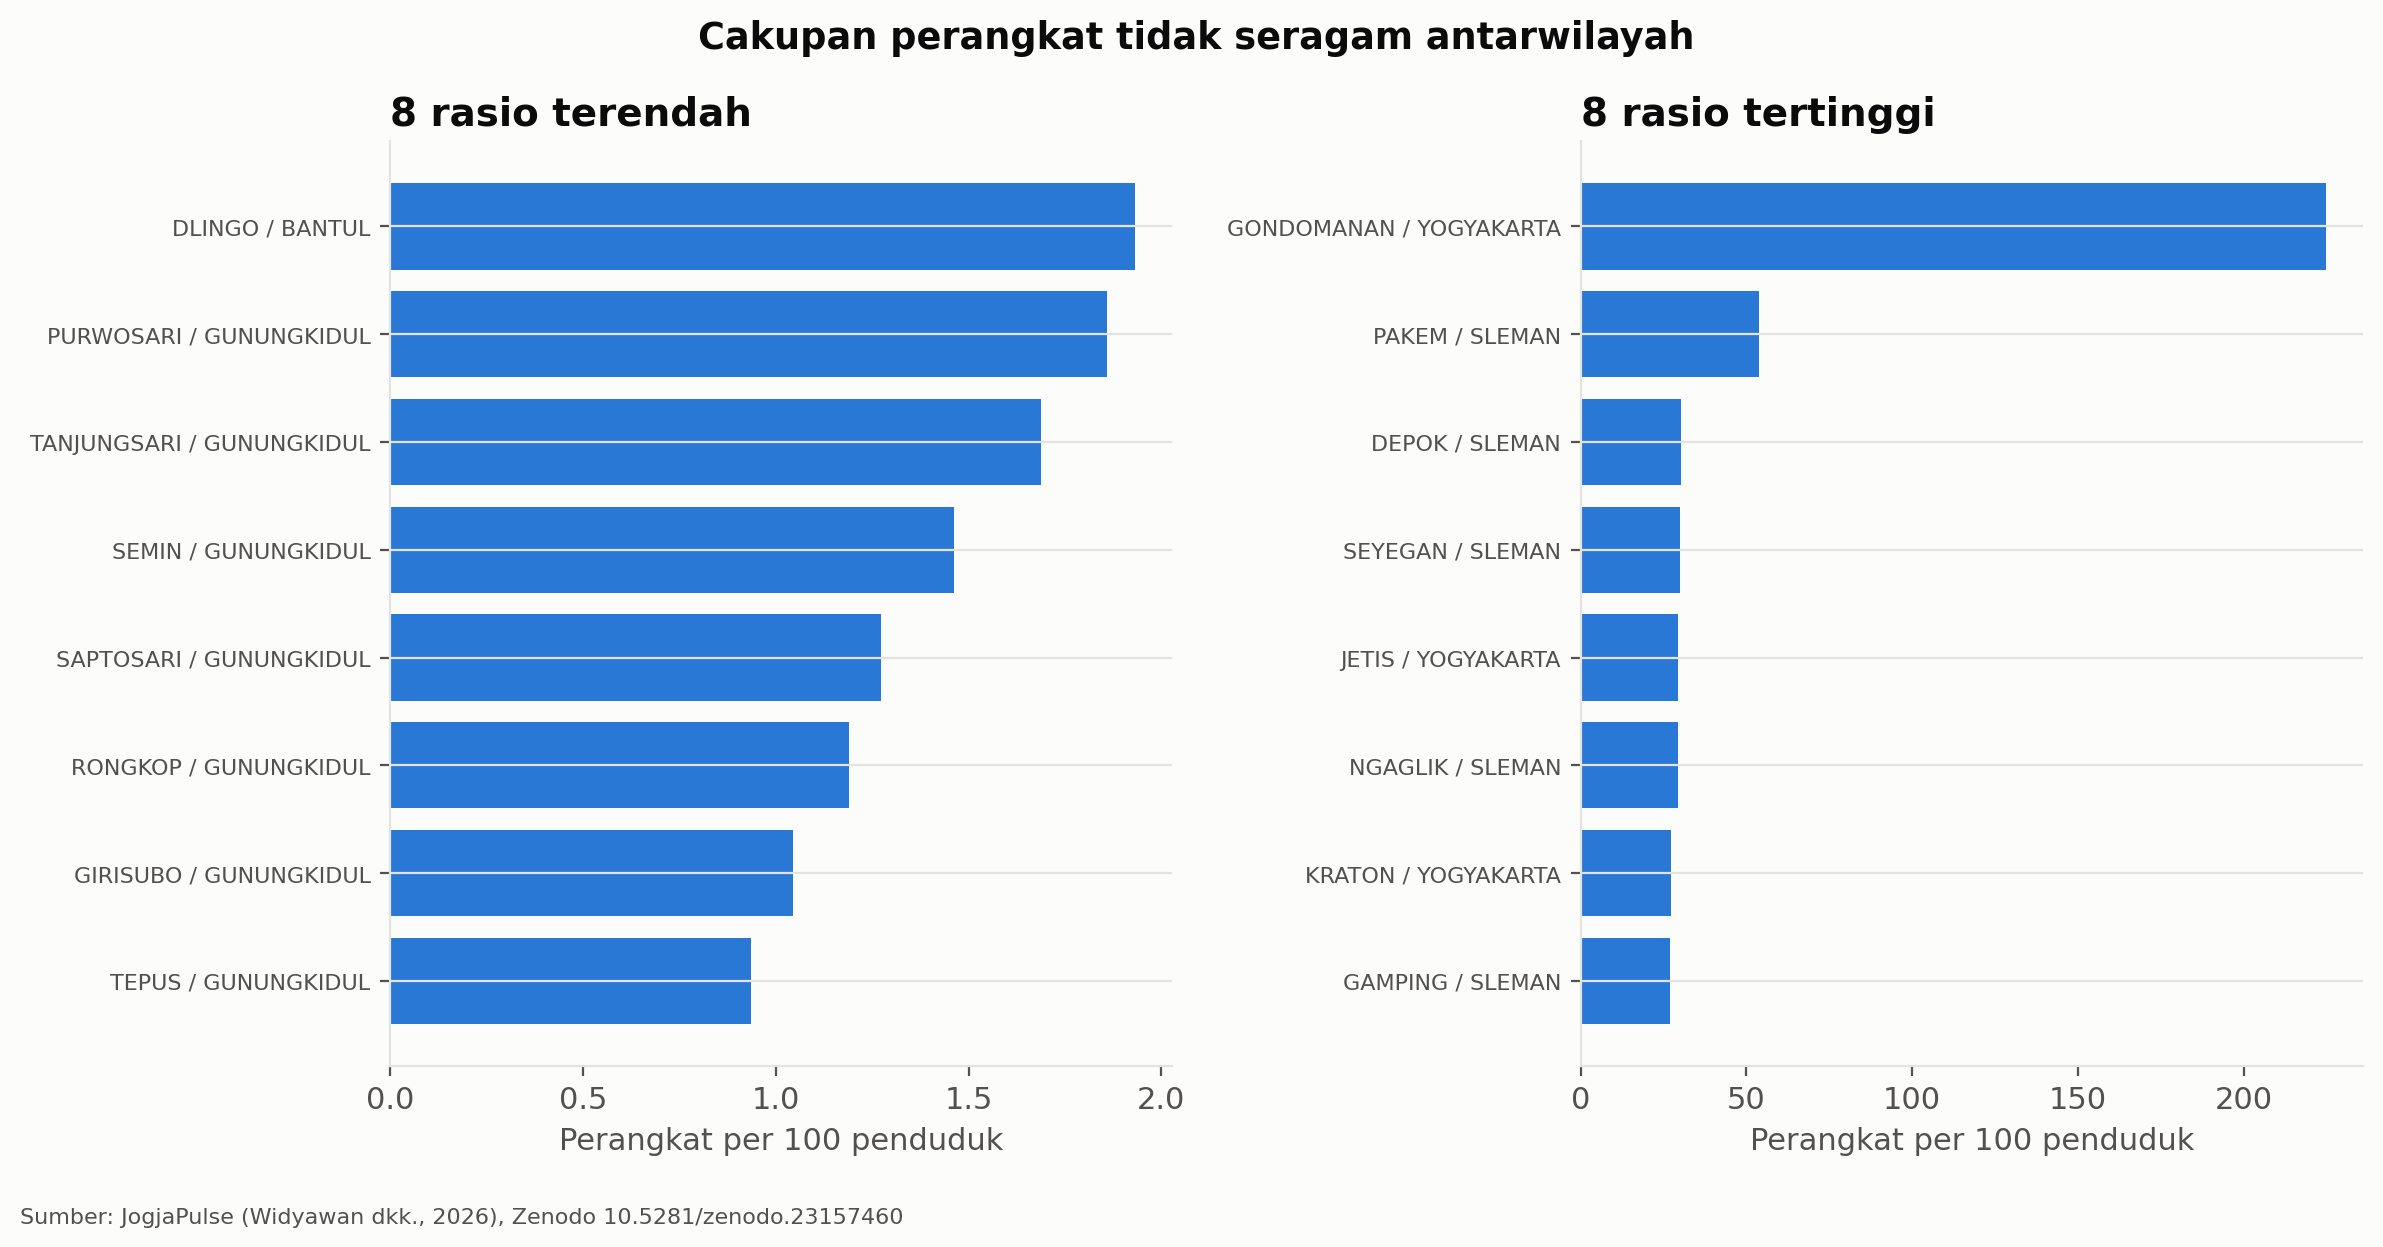 Cakupan perangkat tidak seragam antarwilayah
8 rasio terendah
DLINGO / BANTUL
PURWOSARI / GUNUNGKIDUL
TANJUNGSARI / GUNUNGKIDUL
SEMIN / GUNUNGKIDUL
SAPTOSARI / GUNUNGKIDUL
RONGKOP / GUNUNGKIDUL
GIRISUBO / GUNUNGKIDUL
TEPUS / GUNUNGKIDUL
0.0 0.5 1.0 1.5 2.0
Perangkat per 100 penduduk
8 rasio tertinggi
GONDOMANAN / YOGYAKARTA
PAKEM / SLEMAN
DEPOK / SLEMAN
SEYEGAN / SLEMAN
JETIS / YOGYAKARTA
NGAGLIK / SLEMAN
KRATON / YOGYAKARTA
GAMPING / SLEMAN
0 50 100 150 200
Perangkat per 100 penduduk
Sumber: JogjaPulse (Widyawan dkk., 2026), Zenodo 10.5281/zenodo.23157460